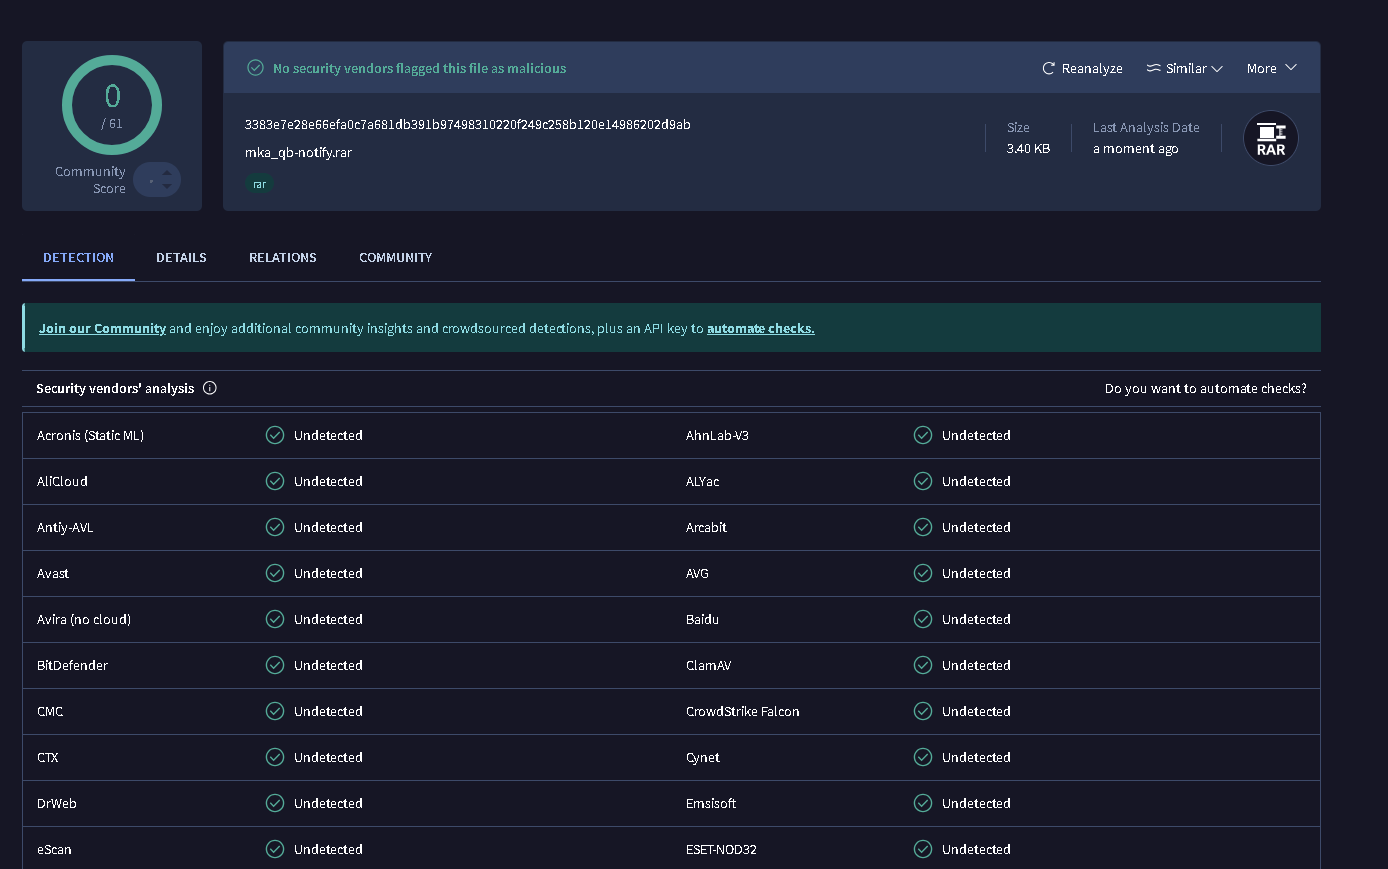 0
/ 61
Community
Score
No security vendors flagged this file as malicious
Reanalyze
Similar
More
3383e7e28e66efa0c7a681db391b97498310220f249c258b120e14986202d9ab
mka_qb-notify.rar
rar
Size
3.40 KB
Last Analysis Date
a moment ago
RAR
DETECTION DETAILS RELATIONS COMMUNITY
Join our Community and enjoy additional community insights and crowdsourced detections, plus an API key to automate checks.
Security vendors' analysis
Do you want to automate checks?
Acronis (Static ML) Undetected AhnLab-V3 Undetected
AliCloud Undetected ALYac Undetected
Antiy-AVL Undetected Arcabit Undetected
Avast Undetected AVG Undetected
Avira (no cloud) Undetected Baidu Undetected
BitDefender Undetected ClamAV Undetected
CMC Undetected CrowdStrike Falcon Undetected
CTX Undetected Cynet Undetected
DrWeb Undetected Emsisoft Undetected
eScan Undetected ESET-NOD32 Undetected